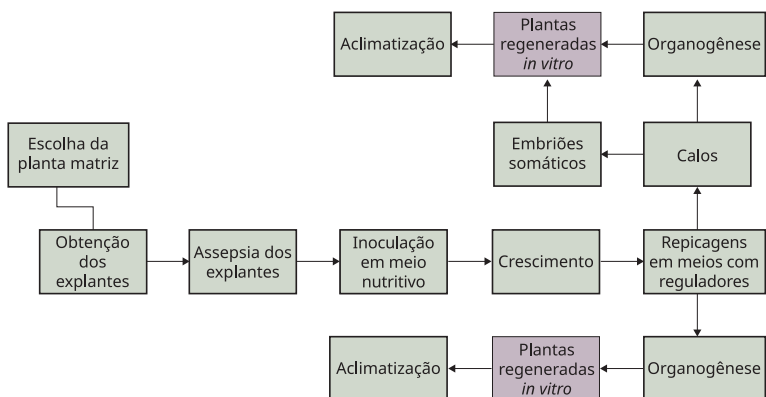 Aclimatização
Plantas
regeneradas
in vitro
Organogênese
Escolha da
planta matriz
Embriões
somáticos
Calos
Obtenção
dos
explantes
Assepsia dos
explantes
Inoculação
em meio
nutritivo
Crescimento
Repicagens
em meios com
reguladores
Aclimatização
Plantas
regeneradas
in vitro
Organogênese